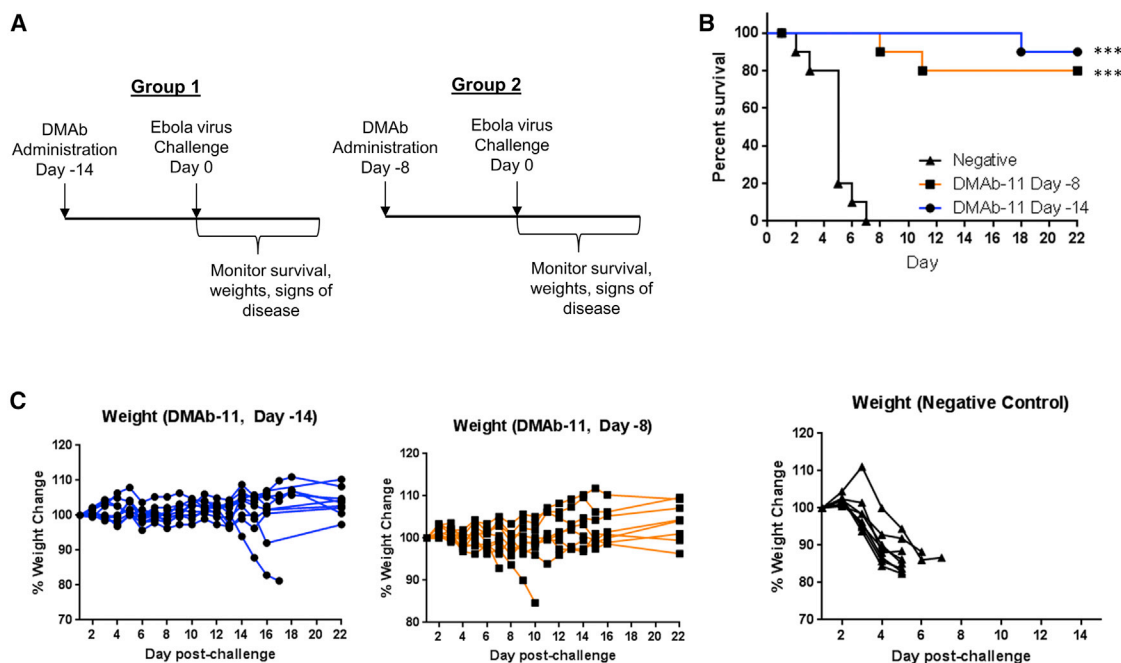 A
Group 1
DMAb
Administration
Day -14
Ebola virus
Challenge
Day 0
Monitor survival,
weights, signs of
disease
Group 2
DMAb
Administration
Day -8
Ebola virus
Challenge
Day 0
Monitor survival,
weights, signs of
disease
B
Percent survival
100
80
60
40
20
0
0 2 4 6 8 10 12 14 16 18 20 22
Day
***
***
Negative
DMAb-11 Day -8
DMAb-11 Day -14
C
Weight (DMAb-11, Day -14)
% Weight Change
120
110
100
90
80
70
2 4 6 8 10 12 14 16 18 20 22
Day post-challenge
Weight (DMAb-11, Day -8)
% Weight Change
120
110
100
90
80
2 4 6 8 10 12 14 16 18 20 22
Day post-challenge
Weight (Negative Control)
% Weight Change
120
110
100
90
80
70
2 4 6 8 10 12 14
Day post-challenge